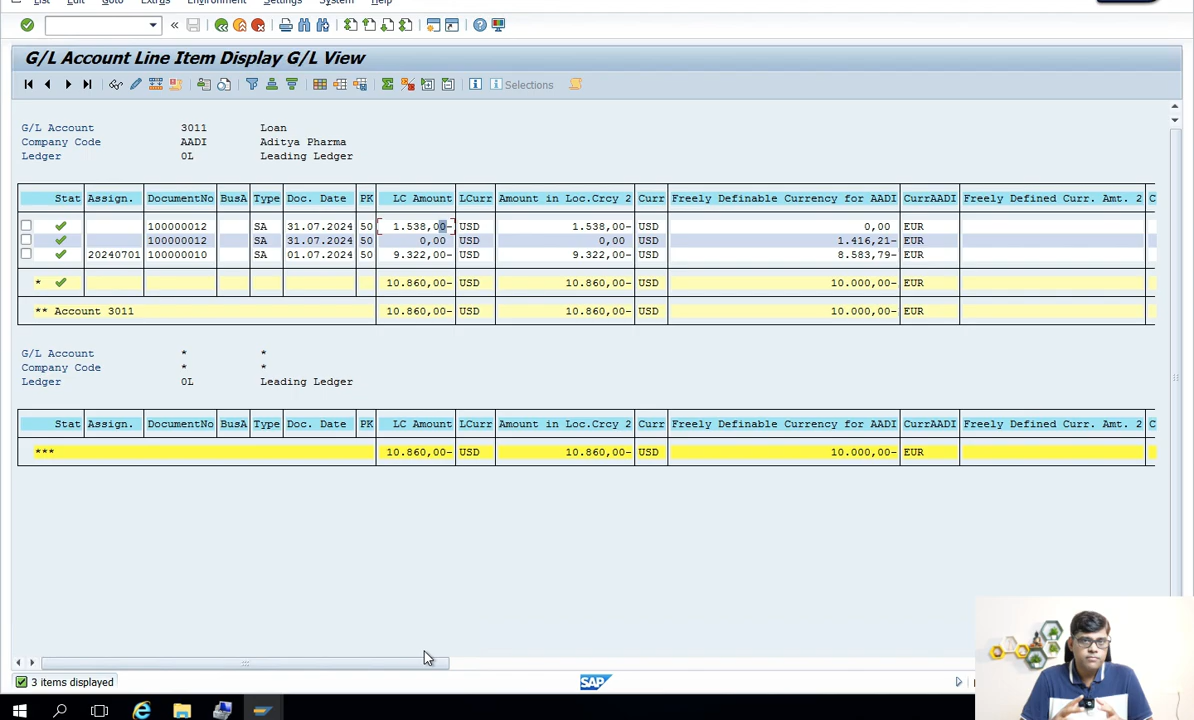 List Edit Goto Extras Environment Settings System Help
G/L Account Line Item Display G/L View
Selections
G/L Account 3011 Loan
Company Code AADI Aditya Pharma
Ledger 0L Leading Ledger
Stat Assign. DocumentNo BusA Type Doc. Date PK LC Amount LCurr Amount in Loc.Crcy 2 Curr Freely Definable Currency for AADI CurrAADI Freely Defined Curr. Amt. 2 C
100000012 SA 31.07.2024 50 1.538,00- USD 1.538,00- USD 0,00 EUR
100000012 SA 31.07.2024 50 0,00 USD 0,00 USD 1.416,21- EUR
20240701 100000010 SA 01.07.2024 50 9.322,00- USD 9.322,00- USD 8.583,79- EUR
* 10.860,00- USD 10.860,00- USD 10.000,00- EUR
** Account 3011 10.860,00- USD 10.860,00- USD 10.000,00- EUR
G/L Account * *
Company Code * *
Ledger 0L Leading Ledger
Stat Assign. DocumentNo BusA Type Doc. Date PK LC Amount LCurr Amount in Loc.Crcy 2 Curr Freely Definable Currency for AADI CurrAADI Freely Defined Curr. Amt. 2 C
*** 10.860,00- USD 10.860,00- USD 10.000,00- EUR
3 items displayed
SAP